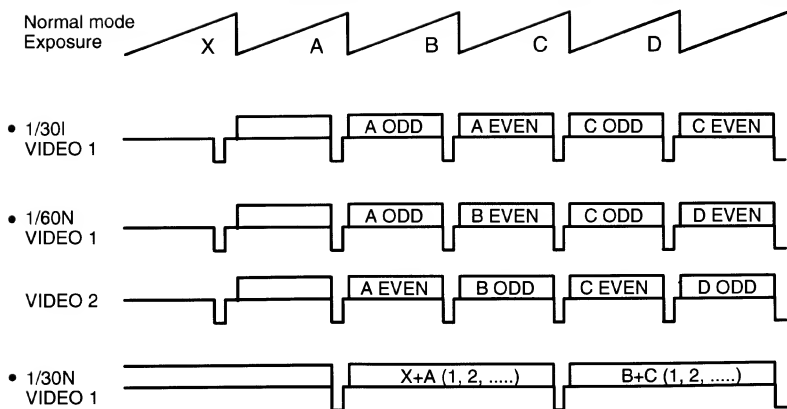 Normal mode
Exposure
X A B C D
• 1/30I
VIDEO 1
A ODD A EVEN C ODD C EVEN
• 1/60N
VIDEO 1
A ODD B EVEN C ODD D EVEN
VIDEO 2
A EVEN B ODD C EVEN D ODD
• 1/30N
VIDEO 1
X+A (1, 2, .....) B+C (1, 2, .....)